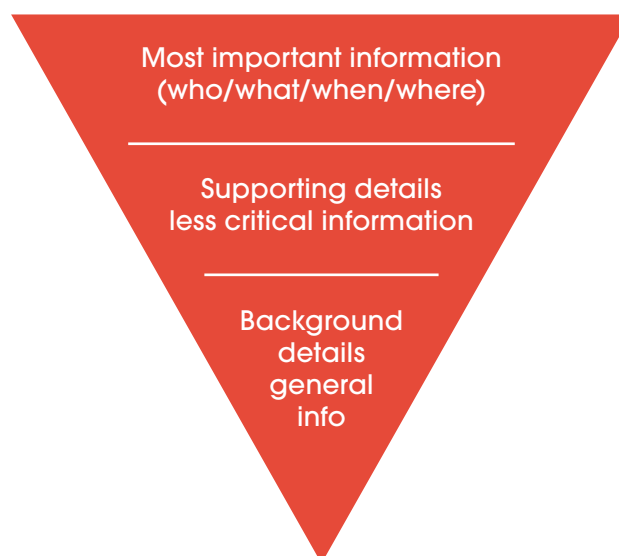 Most important information
(who/what/when/where)
Supporting details
less critical information
Background
details
general
info